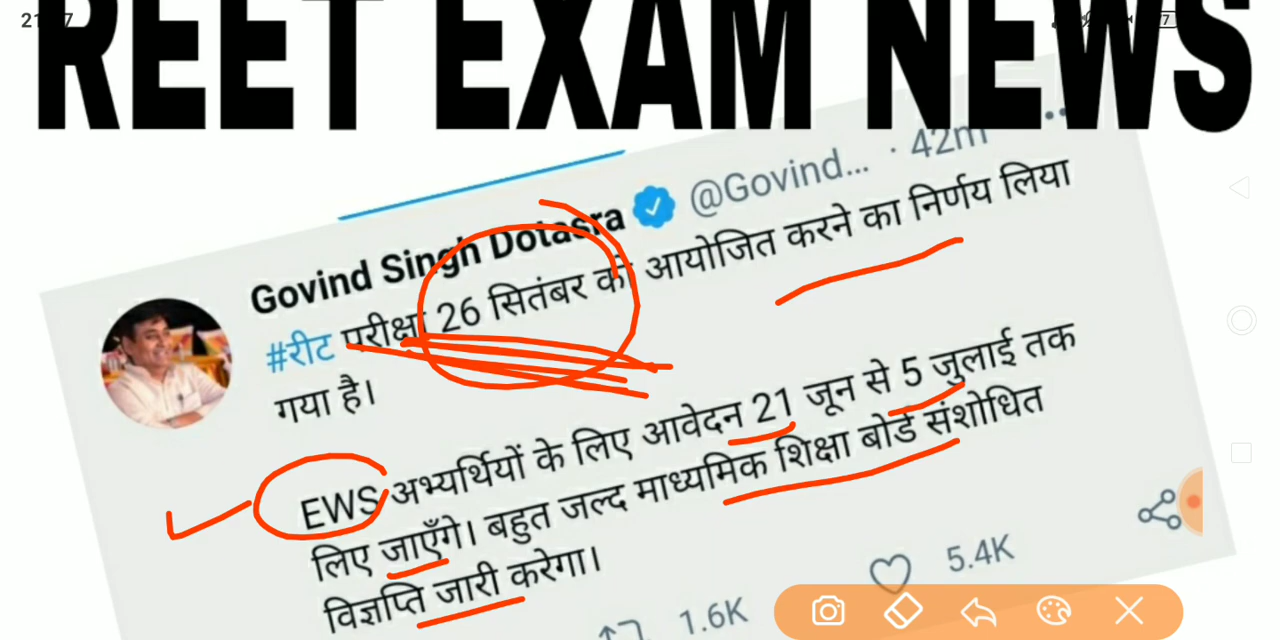 REET EXAM NEWS
Govind Singh Dotasra @Govind... · 42m
#रीट परीक्षा 26 सितंबर को आयोजित करने का निर्णय लिया
गया है।
EWS अभ्यर्थियों के लिए आवेदन 21 जून से 5 जुलाई तक
लिए जाएँगे। बहुत जल्द माध्यमिक शिक्षा बोर्ड संशोधित
विज्ञप्ति जारी करेगा।
1.6K 5.4K